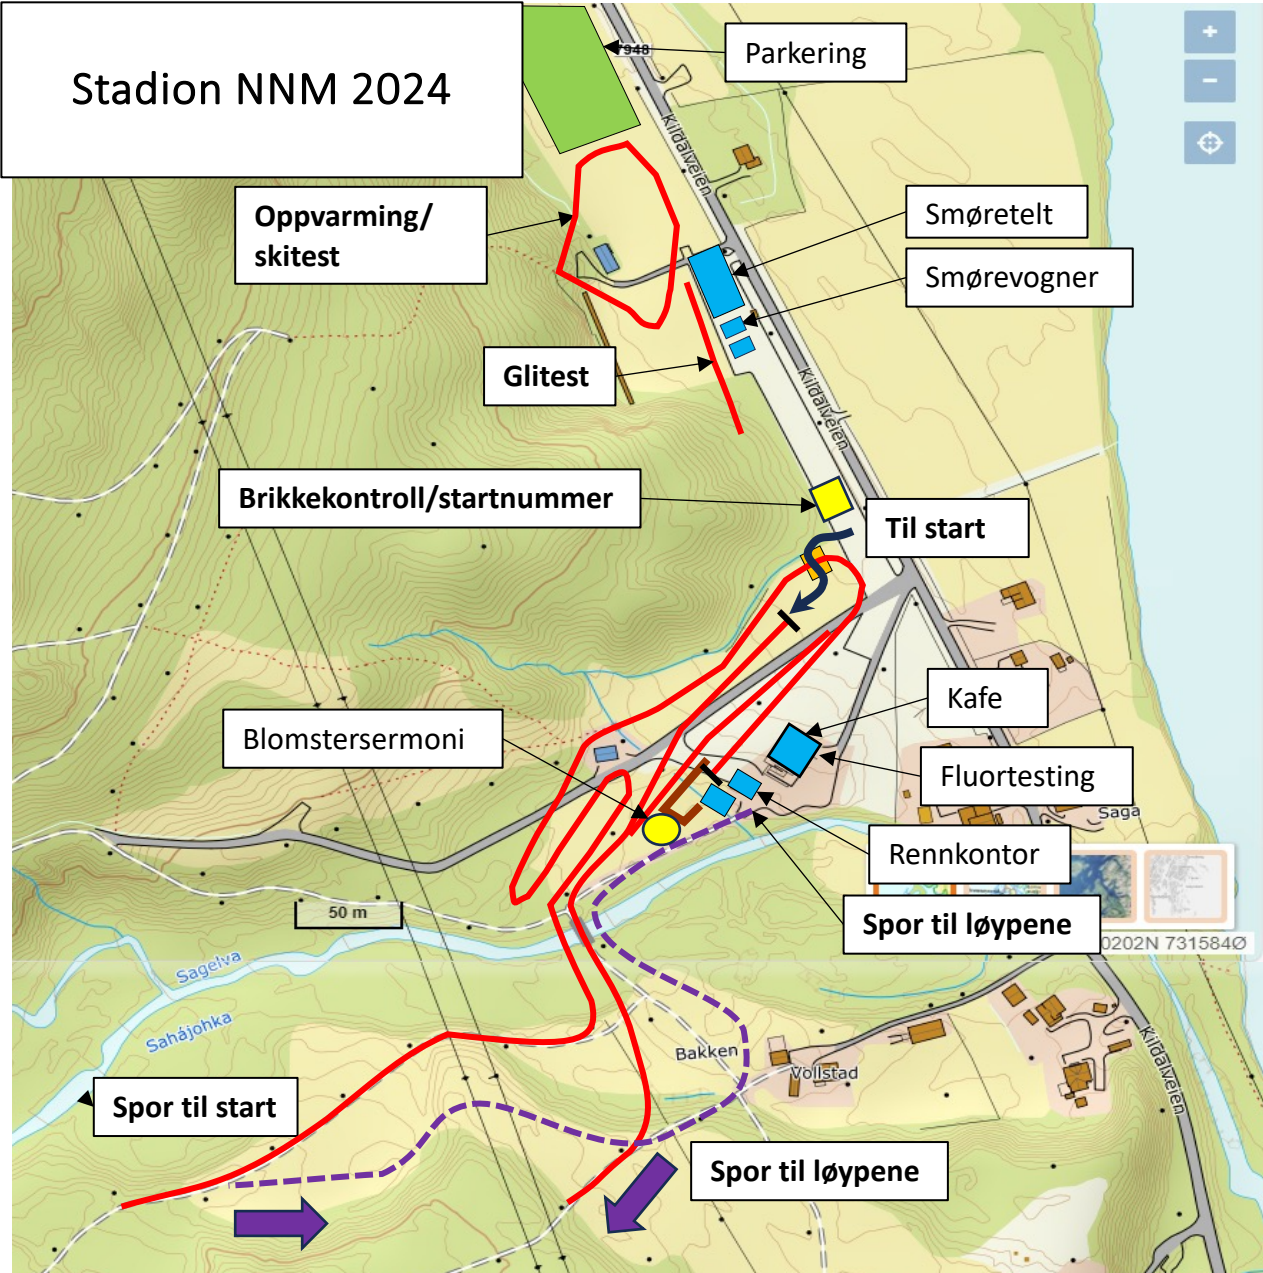 Stadion NNM 2024
Parkering
7948
Kildalveien
Oppvarming/
skitest
Smøretelt
Smørevogner
Glitest
Kildalveien
Brikkekontroll/startnummer
Til start
Kafe
Blomstersermoni
Fluortesting
Saga
Rennkontor
50 m
Spor til løypene
0202N 731584Ø
Sagelva
Sahájohka
Bakken
Vollstad
Kildalveien
Spor til start
Spor til løypene
+
−